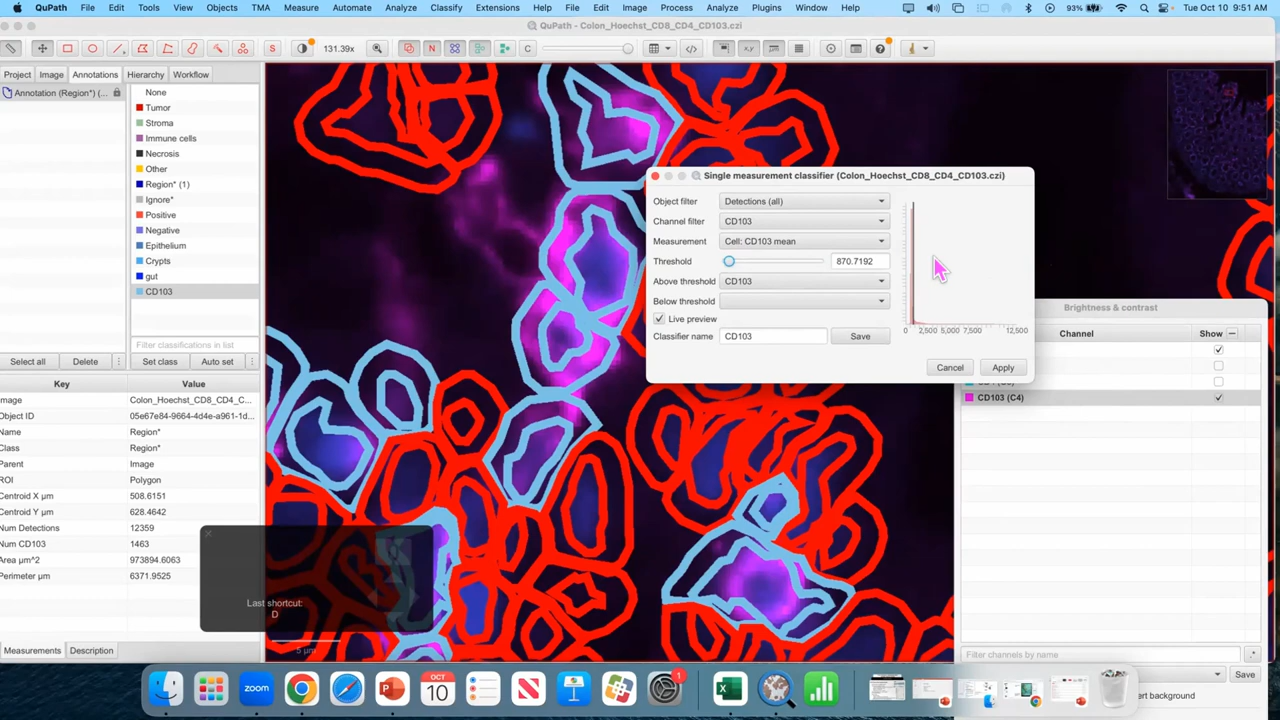 QuPath File Edit Tools View Objects TMA Measure Automate Analyze Classify Extensions Help File Edit Image Process Analyze Plugins Window Help 93% Tue Oct 10 9:51 AM
QuPath - Colon_Hoechst_CD8_CD4_CD103.czi
S 131.39x N C x,y
Project Image Annotations Hierarchy Workflow
Annotation (Region*) (...
None
Tumor
Stroma
Immune cells
Necrosis
Other
Region* (1)
Ignore*
Positive
Negative
Epithelium
Crypts
gut
CD103
Filter classifications in list
Select all Delete Set class Auto set
Key Value
Image Colon_Hoechst_CD8_CD4_C...
Object ID 05e67e84-9664-4d4e-a961-1d...
Name Region*
Class Region*
Parent Image
ROI Polygon
Centroid X µm 508.6151
Centroid Y µm 628.4642
Num Detections 12359
Num CD103 1463
Area µm^2 973894.6063
Perimeter µm 6371.9525
Measurements Description
Last shortcut:
D
5 µm
Single measurement classifier (Colon_Hoechst_CD8_CD4_CD103.czi)
Object filter Detections (all)
Channel filter CD103
Measurement Cell: CD103 mean
Threshold 870.7192
Above threshold CD103
Below threshold
Live preview
Classifier name CD103 Save
0 2,500 5,000 7,500 12,500
Cancel Apply
Brightness & contrast
Channel Show
CD103 (C4)
Filter channels by name .*
Save
ert background
zoom
OCT
10
1